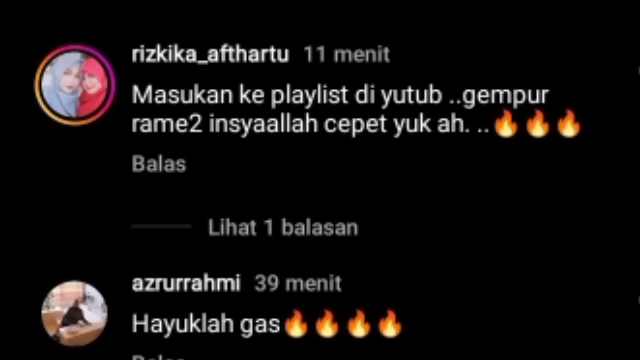 rizkika_afthartu 11 menit
Masukan ke playlist di yutub ..gempur
rame2 insyaallah cepet yuk ah. ..🔥🔥🔥
Balas
Lihat 1 balasan
azrurrahmi 39 menit
Hayuklah gas🔥🔥🔥🔥
Balas